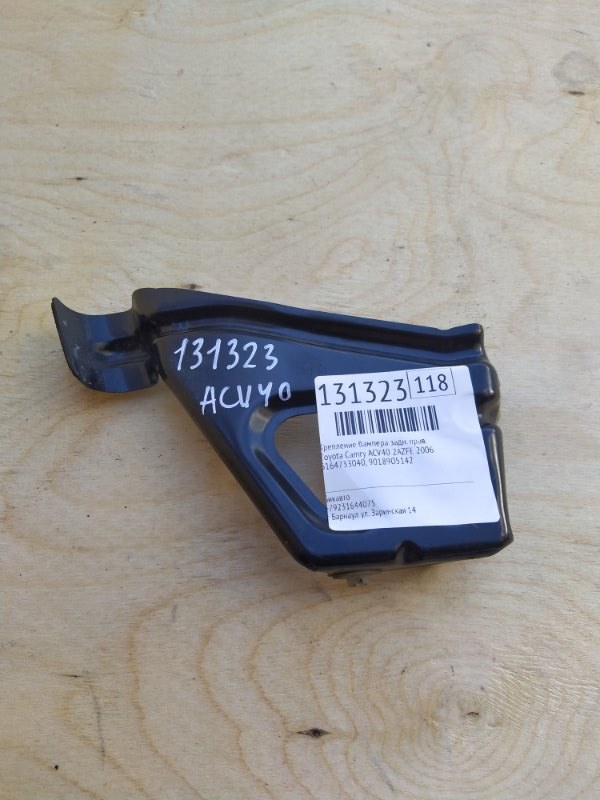 131323
ACV40
131323 118
Крепление бампера задн. прав.
Toyota Camry ACV40 2AZFE 2006
5164733040, 9018905142
79231644075
Барнаул ул. Заринская 14